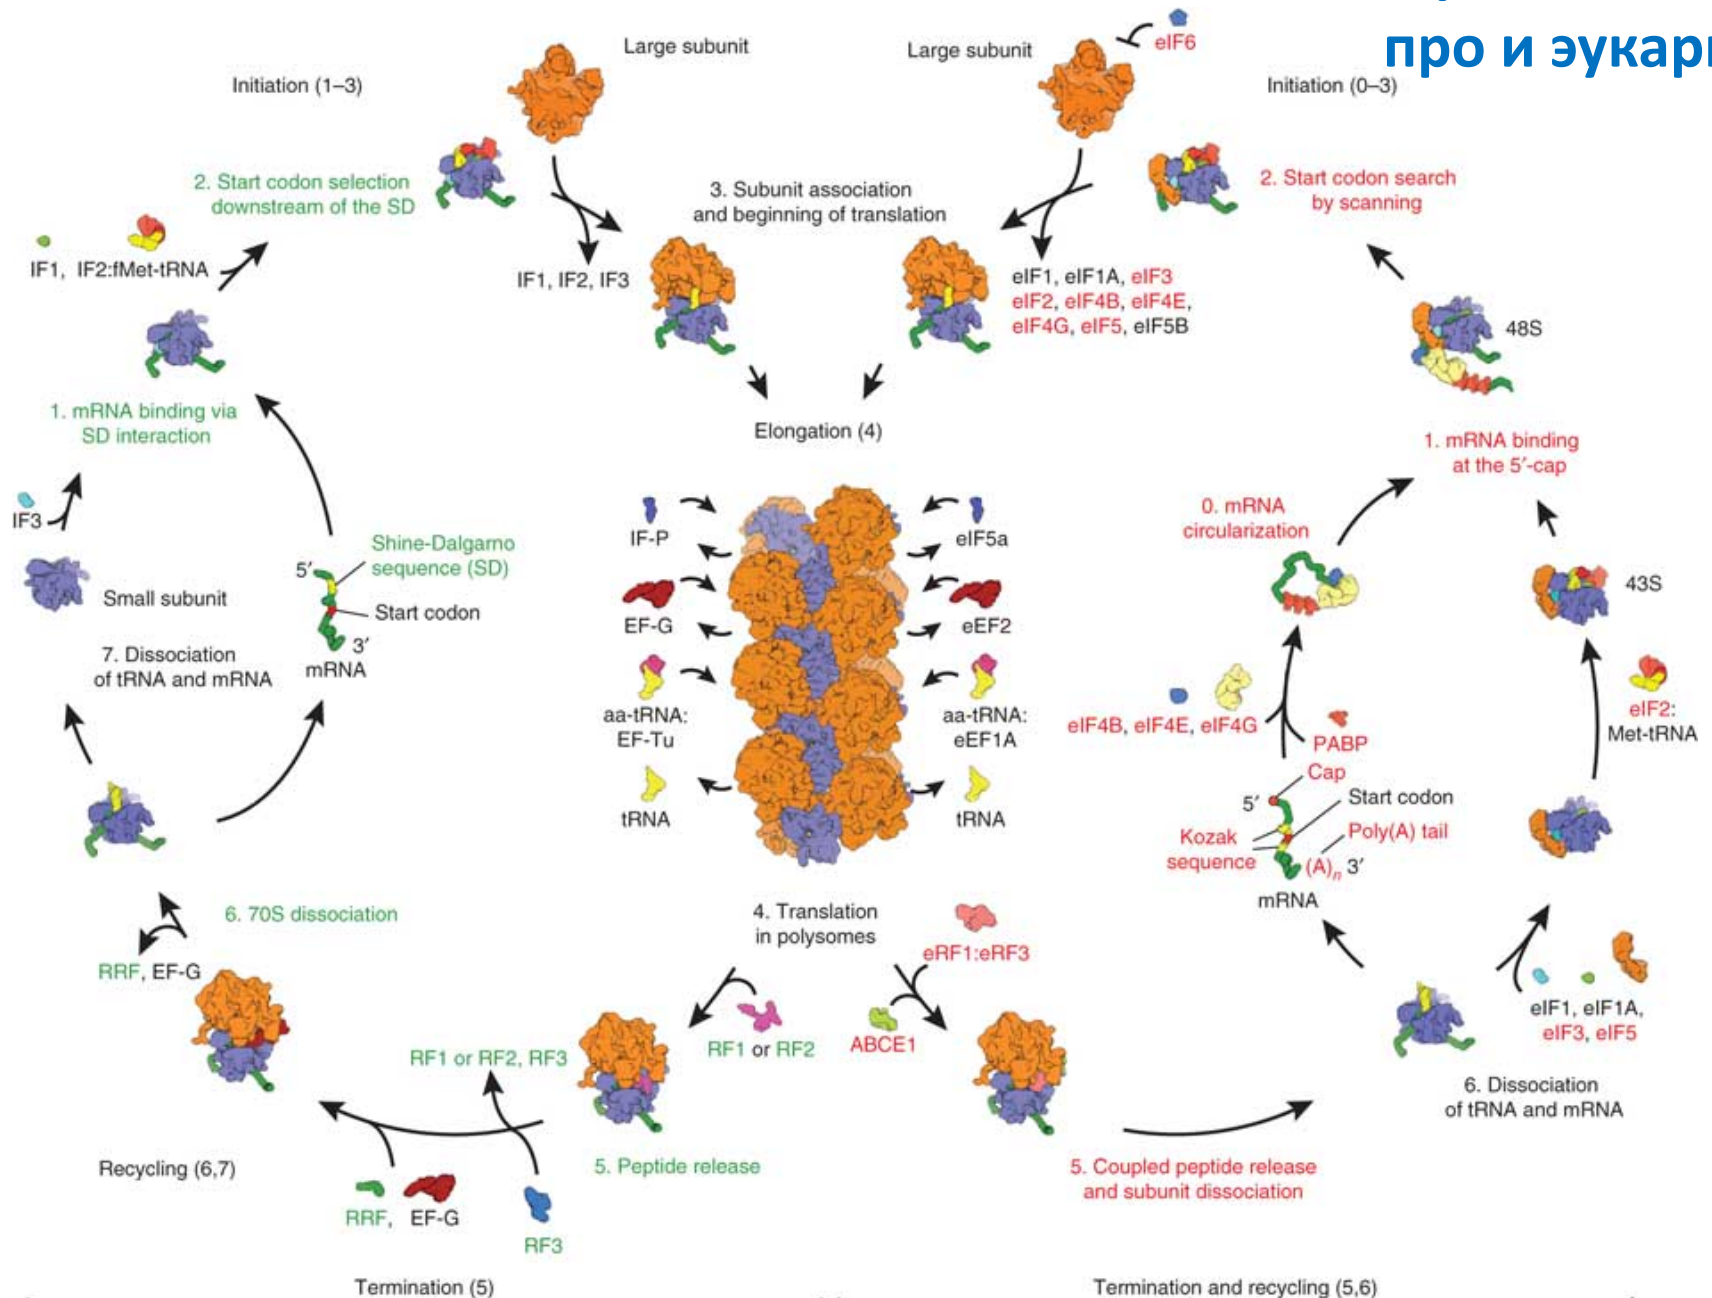 про и эукари
Large subunit
Large subunit
eIF6
Initiation (1–3)
Initiation (0–3)
2. Start codon selection
downstream of the SD
3. Subunit association
and beginning of translation
2. Start codon search
by scanning
IF1, IF2:fMet-tRNA
IF1, IF2, IF3
eIF1, eIF1A, eIF3
eIF2, eIF4B, eIF4E,
eIF4G, eIF5, eIF5B
48S
1. mRNA binding via
SD interaction
Elongation (4)
1. mRNA binding
at the 5′-cap
IF3
Small subunit
5′
Shine-Dalgarno
sequence (SD)
Start codon
3′
mRNA
7. Dissociation
of tRNA and mRNA
IF-P
eIF5a
EF-G
eEF2
aa-tRNA:
EF-Tu
aa-tRNA:
eEF1A
tRNA
tRNA
0. mRNA
circularization
43S
eIF4B, eIF4E, eIF4G
PABP
eIF2:
Met-tRNA
Cap
5′
Start codon
Kozak
sequence
Poly(A) tail
(A)n 3′
mRNA
6. 70S dissociation
4. Translation
in polysomes
eRF1:eRF3
RRF, EF-G
RF1 or RF2, RF3
RF1 or RF2
ABCE1
eIF1, eIF1A,
eIF3, eIF5
6. Dissociation
of tRNA and mRNA
Recycling (6,7)
5. Peptide release
5. Coupled peptide release
and subunit dissociation
RRF, EF-G
RF3
Termination (5)
Termination and recycling (5,6)